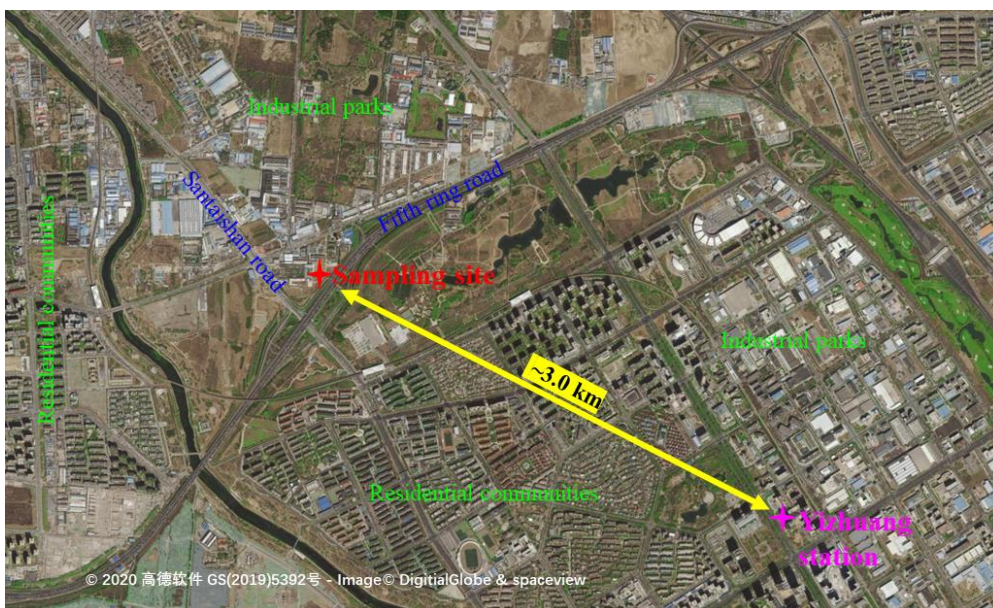 Industrial parks
Santaishan road
Fifth ring road
Residential communities
Sampling site
Industrial parks
~3.0 km
Residential communities
Yizhuang
station
© 2020 高德软件 GS(2019)5392号 - Image © DigitialGlobe & spaceview